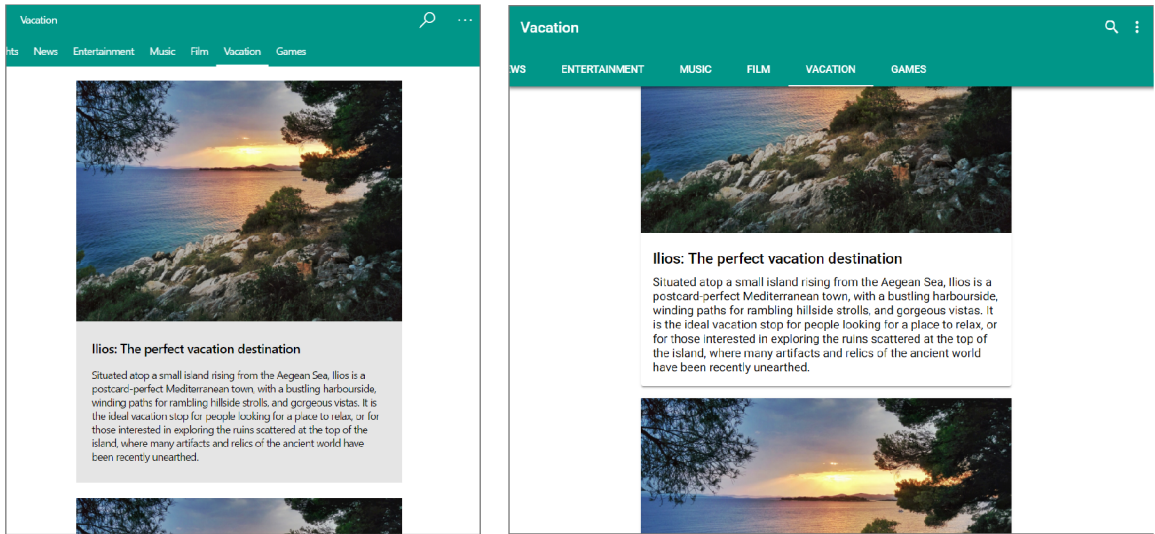 Vacation
hts News Entertainment Music Film Vacation Games
Ilios: The perfect vacation destination
Situated atop a small island rising from the Aegean Sea, Ilios is a
postcard-perfect Mediterranean town, with a bustling harbourside,
winding paths for rambling hillside strolls, and gorgeous vistas. It is
the ideal vacation stop for people looking for a place to relax, or for
those interested in exploring the ruins scattered at the top of the
island, where many artifacts and relics of the ancient world have
been recently unearthed.
Vacation
EWS ENTERTAINMENT MUSIC FILM VACATION GAMES
Ilios: The perfect vacation destination
Situated atop a small island rising from the Aegean Sea, Ilios is a
postcard-perfect Mediterranean town, with a bustling harbourside,
winding paths for rambling hillside strolls, and gorgeous vistas. It
is the ideal vacation stop for people looking for a place to relax, or
for those interested in exploring the ruins scattered at the top of
the island, where many artifacts and relics of the ancient world
have been recently unearthed.